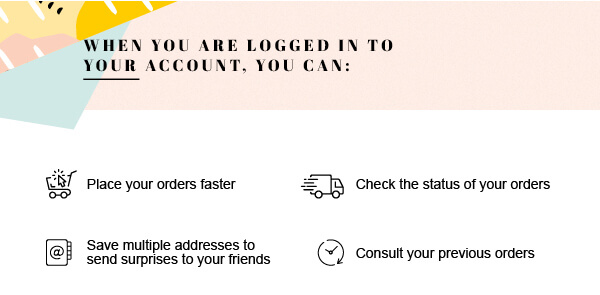 WHEN YOU ARE LOGGED IN TO
YOUR ACCOUNT, YOU CAN:
Place your orders faster
Check the status of your orders
Save multiple addresses to
send surprises to your friends
Consult your previous orders